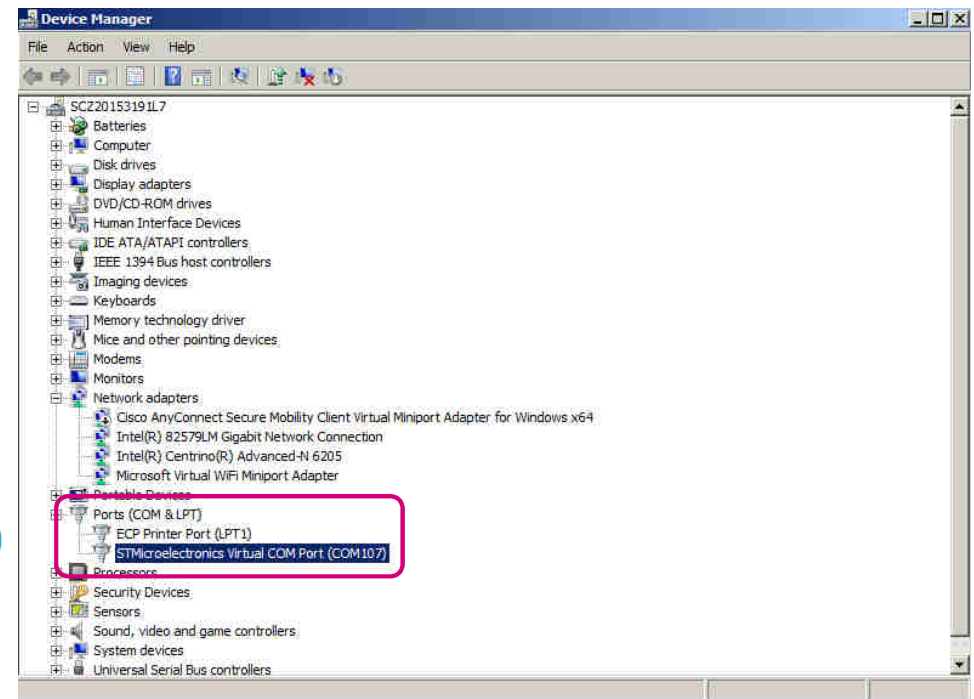 Device Manager
File Action View Help
SCZ20153191L7
Batteries
Computer
Disk drives
Display adapters
DVD/CD-ROM drives
Human Interface Devices
IDE ATA/ATAPI controllers
IEEE 1394 Bus host controllers
Imaging devices
Keyboards
Memory technology driver
Mice and other pointing devices
Modems
Monitors
Network adapters
Cisco AnyConnect Secure Mobility Client Virtual Miniport Adapter for Windows x64
Intel(R) 82579LM Gigabit Network Connection
Intel(R) Centrino(R) Advanced-N 6205
Microsoft Virtual WiFi Miniport Adapter
Portable Devices
Ports (COM & LPT)
ECP Printer Port (LPT1)
STMicroelectronics Virtual COM Port (COM107)
Processors
Security Devices
Sensors
Sound, video and game controllers
System devices
Universal Serial Bus controllers